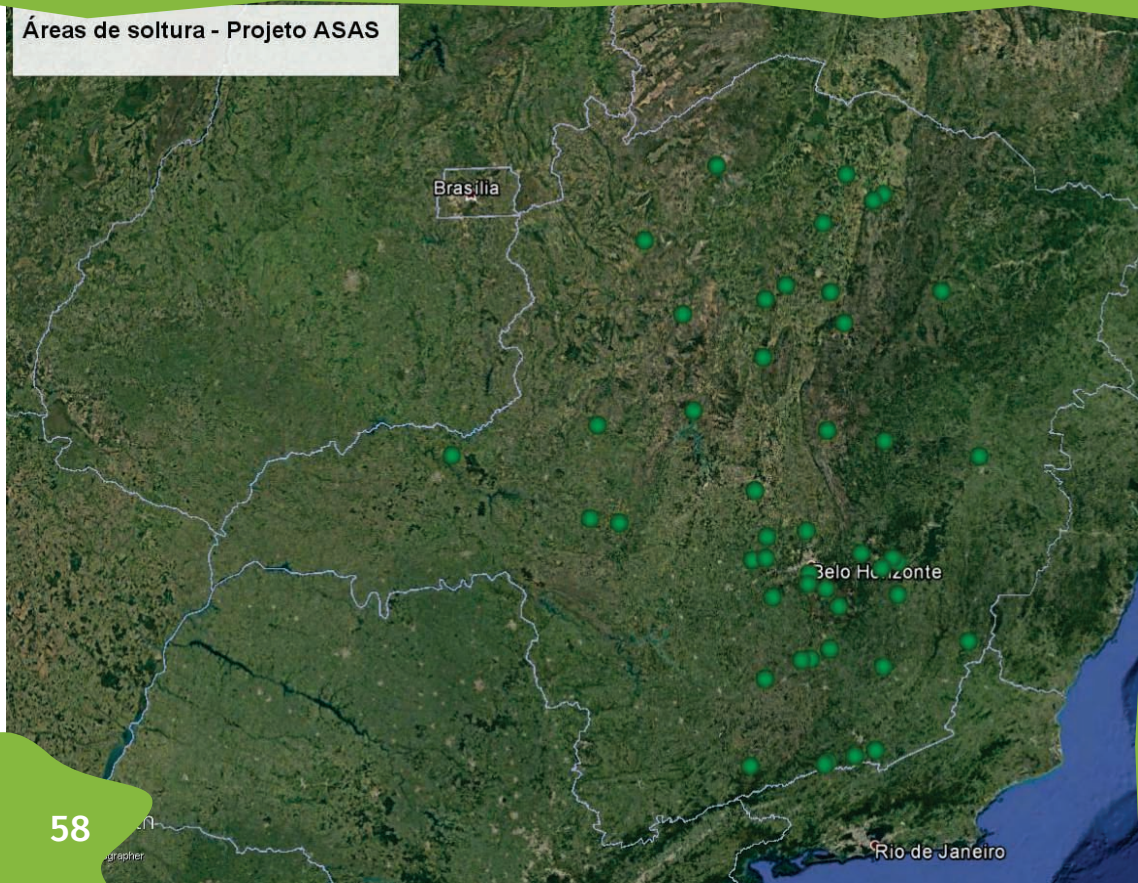 Áreas de soltura - Projeto ASAS
Brasília
Belo Horizonte
58
Rio de Janeiro